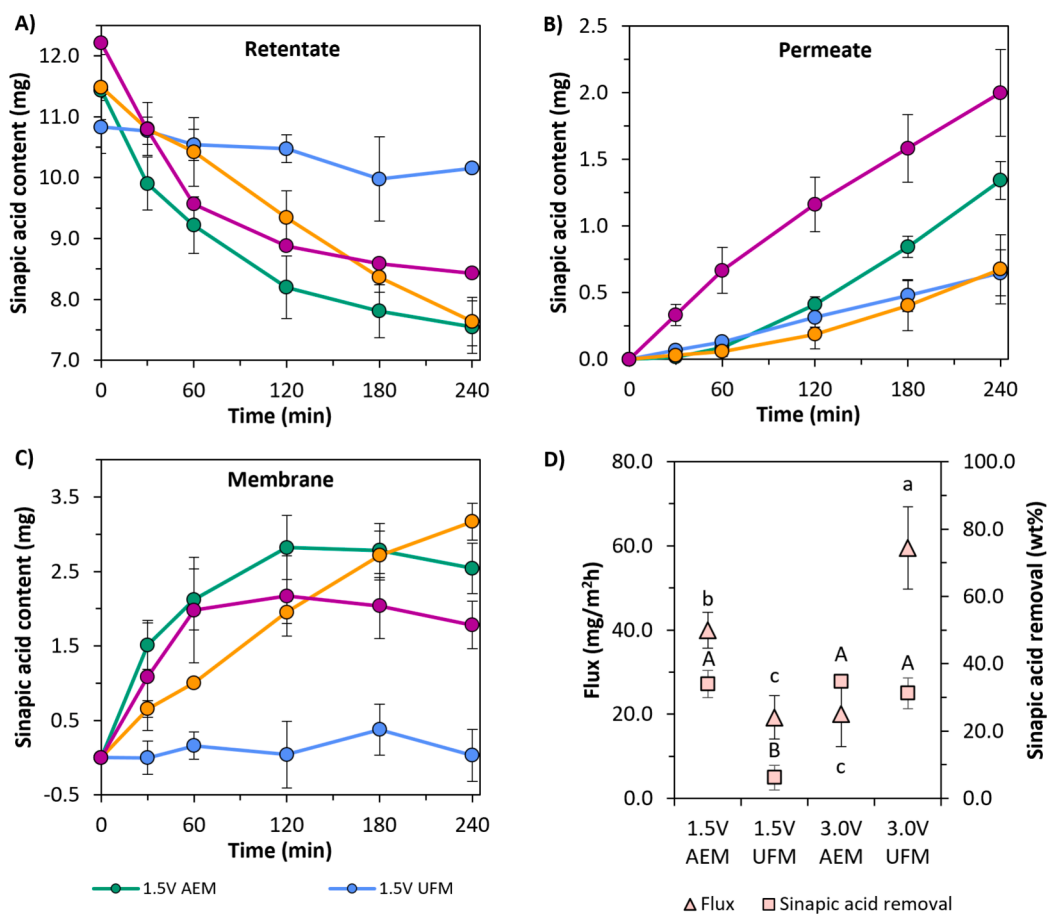 A)
Retentate
Sinapic acid content (mg)
12.0
11.0
10.0
9.0
8.0
7.0
0 60 120 180 240
Time (min)
B)
Permeate
Sinapic acid content (mg)
2.5
2.0
1.5
1.0
0.5
0.0
0 60 120 180 240
Time (min)
C)
Membrane
Sinapic acid content (mg)
3.5
2.5
1.5
0.5
-0.5
0 60 120 180 240
Time (min)
1.5V AEM 1.5V UFM
D)
Flux (mg/m²h)
80.0
60.0
40.0
20.0
0.0
b
A
c
B
A
c
a
A
100.0
80.0
60.0
40.0
20.0
0.0
Sinapic acid removal (wt%)
1.5V 1.5V 3.0V 3.0V
AEM UFM AEM UFM
Flux Sinapic acid removal